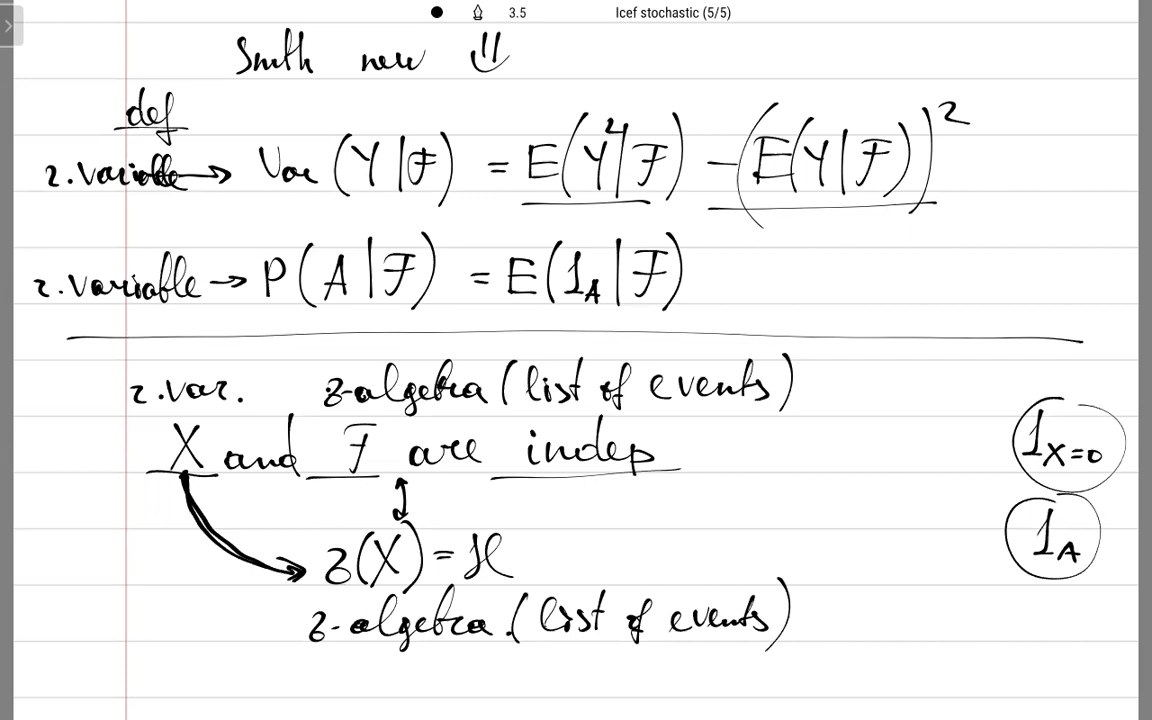 3.5 Icef stochastic (5/5)
Smth new
def
r.variable → Var (Y|F) = E(Y²|F) − (E(Y|F))²
r.variable → P(A|F) = E(1_A|F)
r.var. σ-algebra (list of events)
X and F are indep
1_{X=0}
↕
1_A
σ(X) = H
σ-algebra. (list of events)